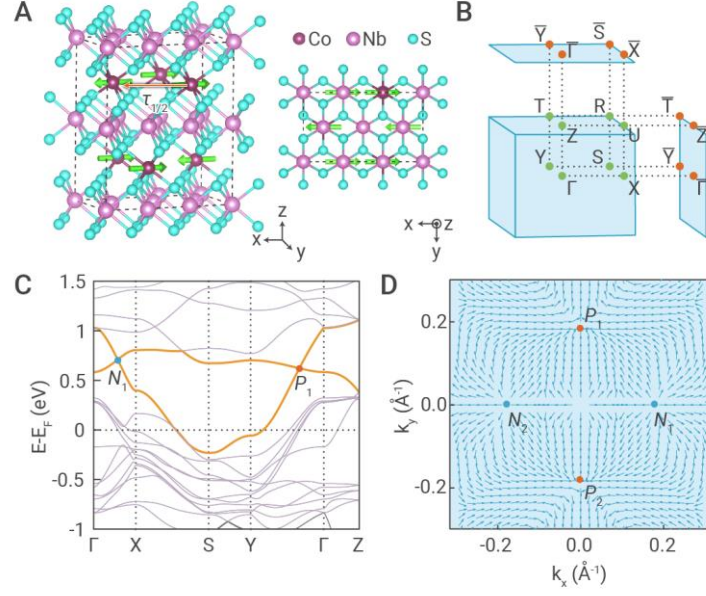 A
Co Nb S
τ1/2
z
x
y
x z
y
B
Y̅ S̅
Γ̅ X̅
T R T̅
Z U Z̅
Y S Y̅
Γ X Γ̅
C
1.5
1
0.5
0
-0.5
-1
E-EF (eV)
N1
P1
Γ X S Y Γ Z
D
0.2
0.0
-0.2
ky (Å-1)
P1
N2 N1
P2
-0.2 0.0 0.2
kx (Å-1)